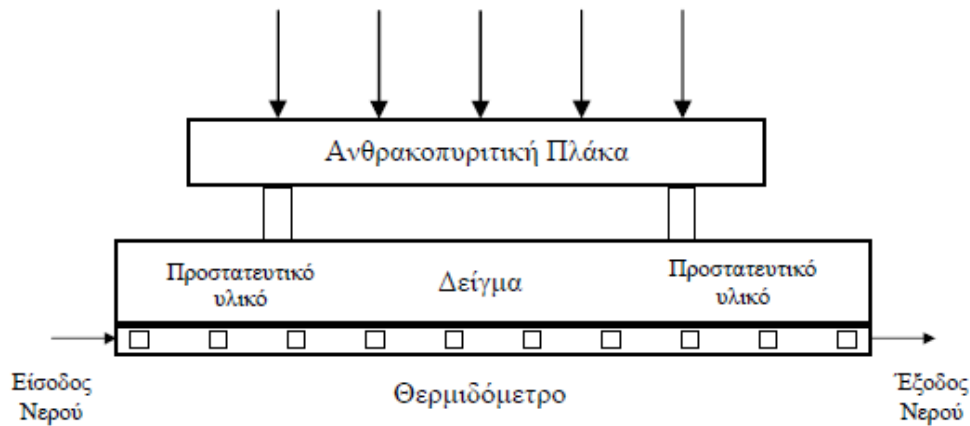 Ανθρακοπυριτική Πλάκα
Προστατευτικό
υλικό
Δείγμα
Προστατευτικό
υλικό
Είσοδος
Νερού
Θερμιδόμετρο
Έξοδος
Νερού